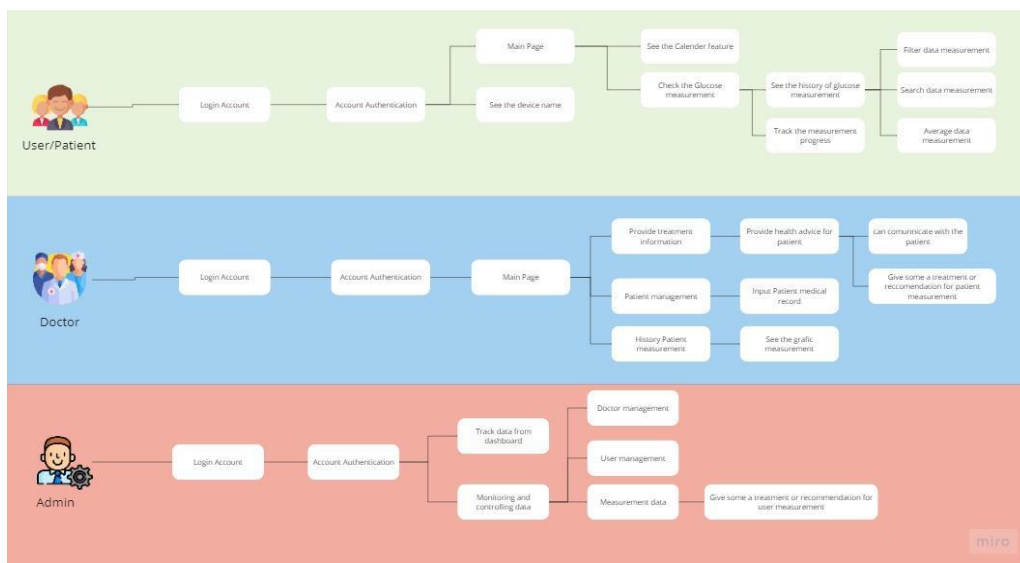 Main Page
See the Calender feature
Filter data measurement
Login Account
Account Authentication
See the device name
Check the Glucose
measurement
See the history of glucose
measurement
Search data measurement
Track the measurement
progress
Average data
measurement
User/Patient
Provide treatment
information
Provide health advice for
patient
can comunnicate with the
patient
Login Account
Account Authentication
Main Page
Patient management
Input Patient medical
record
Give some a treatment or
reccomendation for patient
measurement
History Patient
measurement
See the grafic
measurement
Doctor
Doctor management
Track data from
dashboard
Login Account
Account Authentication
User management
Monitoring and
controlling data
Measurement data
Give some a treatment or recommendation for
user measurement
Admin
miro